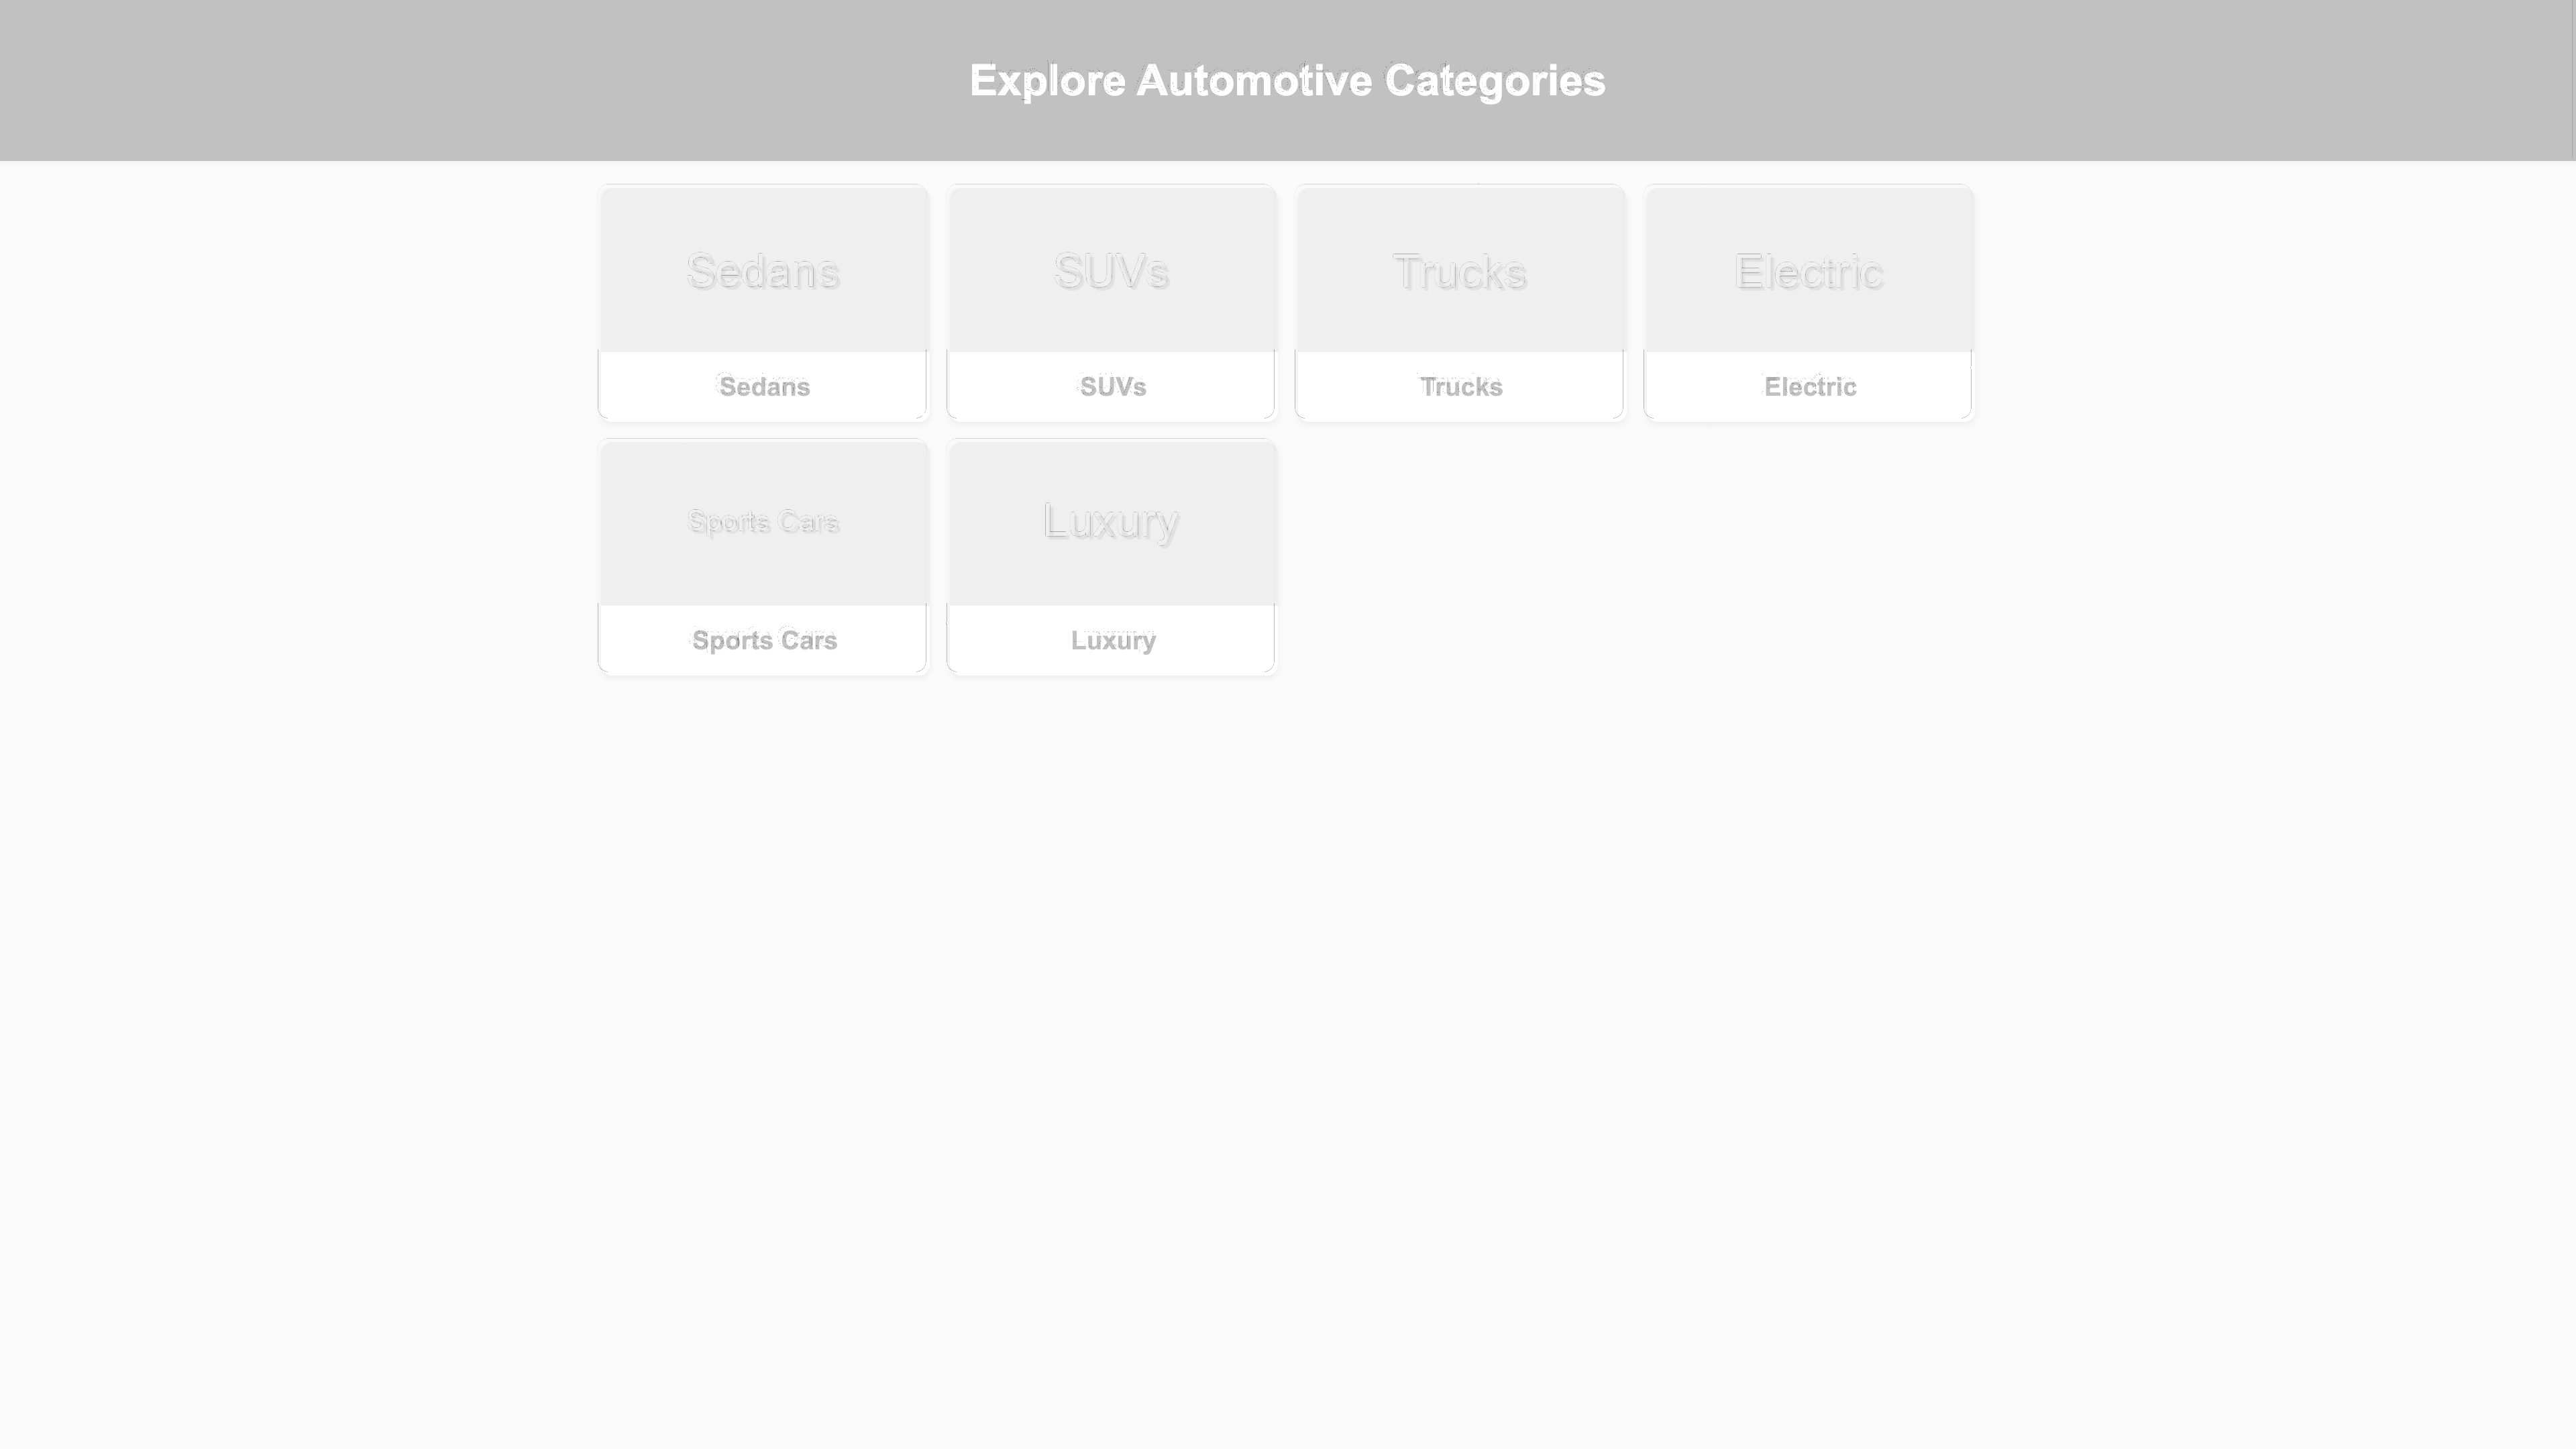 Explore Automotive Categories
Sedans
SUVs
Trucks
Electric
Sedans
SUVs
Trucks
Electric
Sports Cars
Luxury
Sports Cars
Luxury